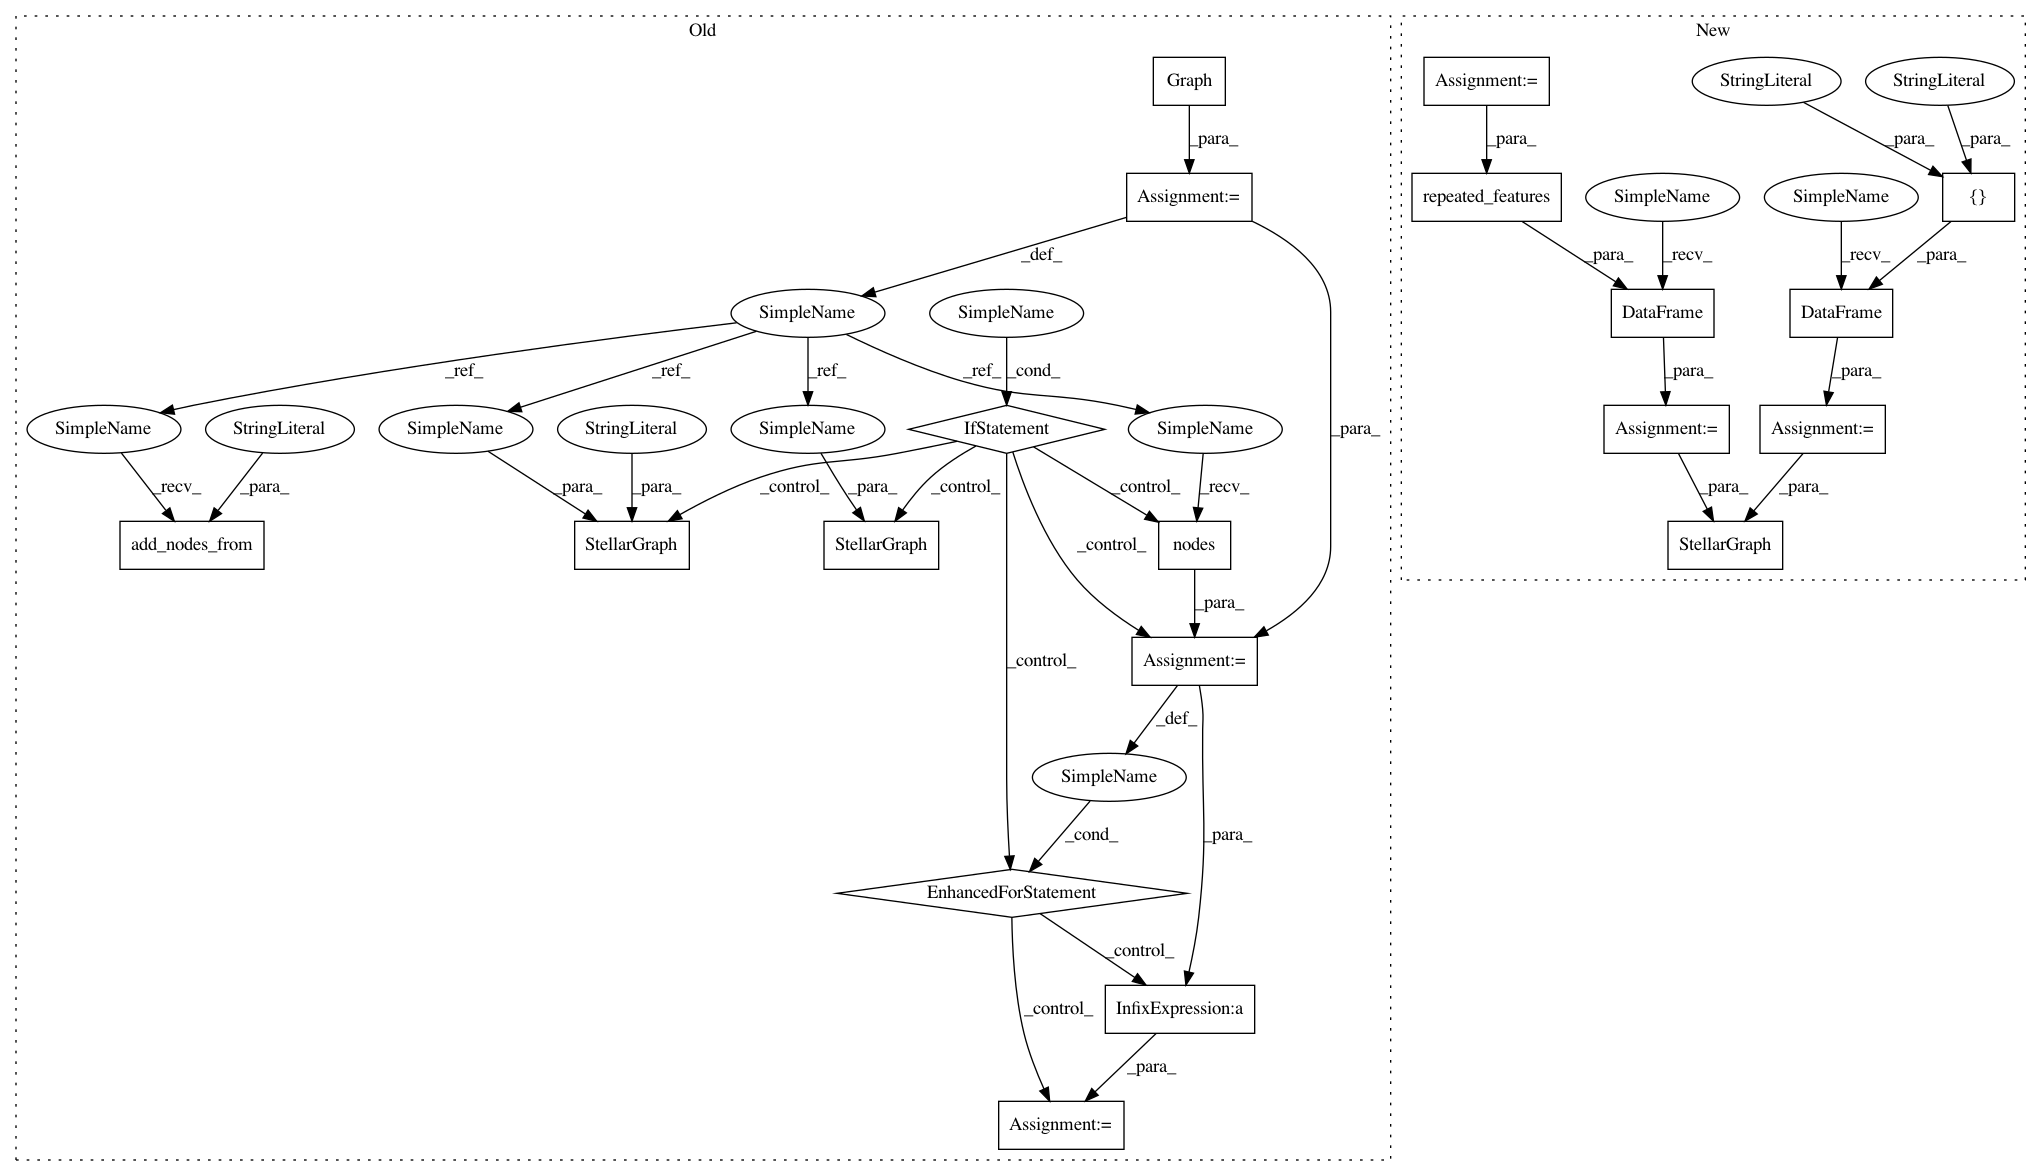 Old
New
Graph
Assignment:=
StringLiteral
StringLiteral
_para_
_para_
_para_
_para_
Assignment:=
repeated_features
SimpleName
SimpleName
{}
_def_
_para_
_recv_
_recv_
_para_
SimpleName
SimpleName
DataFrame
DataFrame
_ref_
_ref_
_ref_
_ref_
_cond_
_para_
_para_
SimpleName
StringLiteral
SimpleName
StringLiteral
SimpleName
IfStatement
SimpleName
_para_
Assignment:=
Assignment:=
_recv_
_para_
_para_
_para_
_control_
_para_
_control_
_control_
_recv_
_para_
_para_
add_nodes_from
StellarGraph
StellarGraph
_control_
nodes
StellarGraph
_para_
_control_
Assignment:=
_def_
SimpleName
_cond_
_para_
EnhancedForStatement
_control_
_control_
InfixExpression:a
_para_
Assignment:=